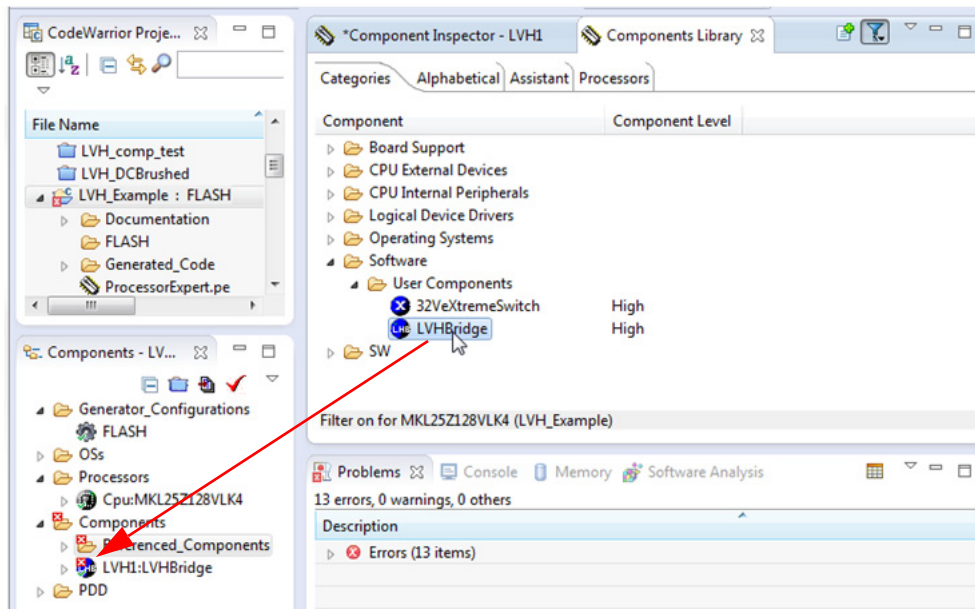 CodeWarrior Proje...
File Name
LVH_comp_test
LVH_DCBrushed
LVH_Example : FLASH
Documentation
FLASH
Generated_Code
ProcessorExpert.pe
Components - LV...
Generator_Configurations
FLASH
OSs
Processors
Cpu:MKL25Z128VLK4
Components
Referenced_Components
LVH1:LVHBridge
PDD
*Component Inspector - LVH1
Components Library
Categories Alphabetical Assistant Processors
Component Component Level
Board Support
CPU External Devices
CPU Internal Peripherals
Logical Device Drivers
Operating Systems
Software
User Components
32VeXtremeSwitch High
LVHBridge High
SW
Filter on for MKL25Z128VLK4 (LVH_Example)
Problems Console Memory Software Analysis
13 errors, 0 warnings, 0 others
Description
Errors (13 items)